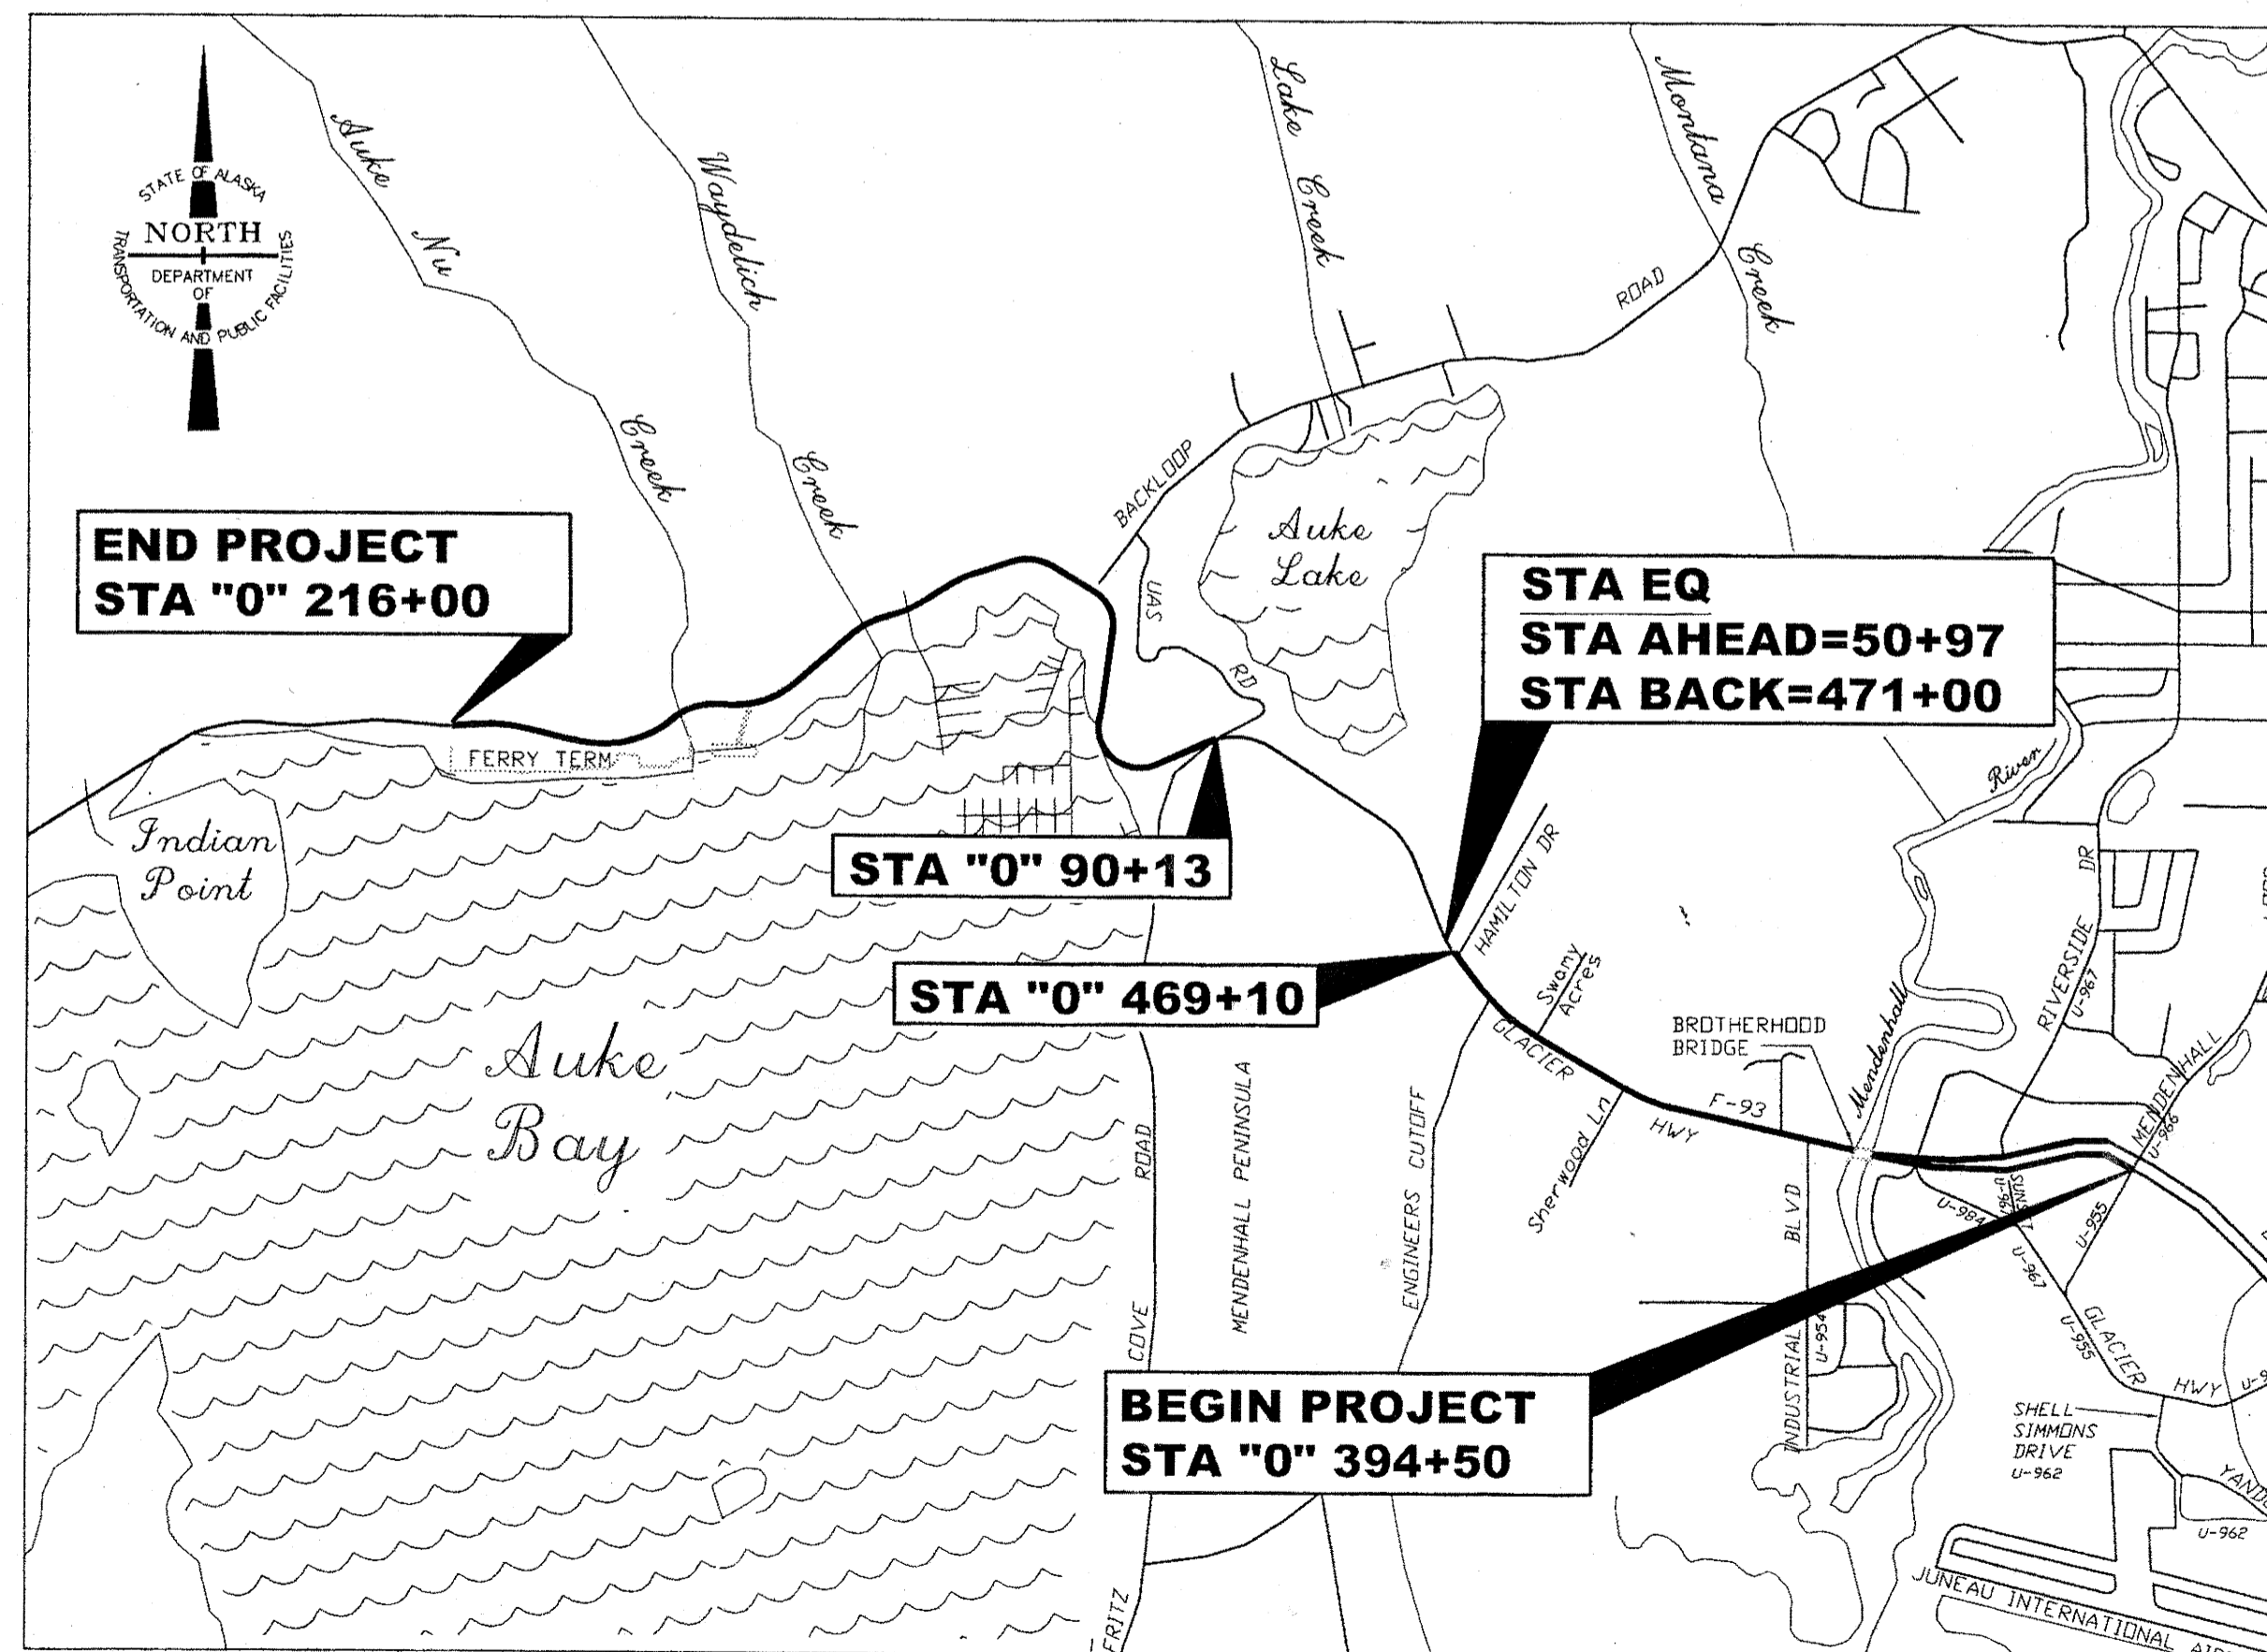 STATE OF ALASKA
NORTH
DEPARTMENT
OF
TRANSPORTATION AND PUBLIC FACILITIES
Auke Nu Creek
Waydelich Creek
Lake Creek
Montana Creek
BACKLOOP ROAD
Auke
Lake
UAS RD
END PROJECT
STA "0" 216+00
STA EQ
STA AHEAD=50+97
STA BACK=471+00
FERRY TERM
Indian
Point
STA "0" 90+13
STA "0" 469+10
HAMILTON DR
Swany
Acres
Mendenhall River
RIVERSIDE DR
U-967
BROTHERHOOD
BRIDGE
GLACIER HWY
F-93
MENDENHALL
U-966
Auke
Bay
FRITZ COVE ROAD
MENDENHALL PENINSULA
ENGINEERS CUTOFF
Sherwood Ln
INDUSTRIAL BLVD
U-954
U-984
SUNSET
U-961-A
U-967
U-955
U-955
GLACIER HWY
BEGIN PROJECT
STA "0" 394+50
SHELL
SIMMONS
DRIVE
U-962
U-962
JUNEAU INTERNATIONAL